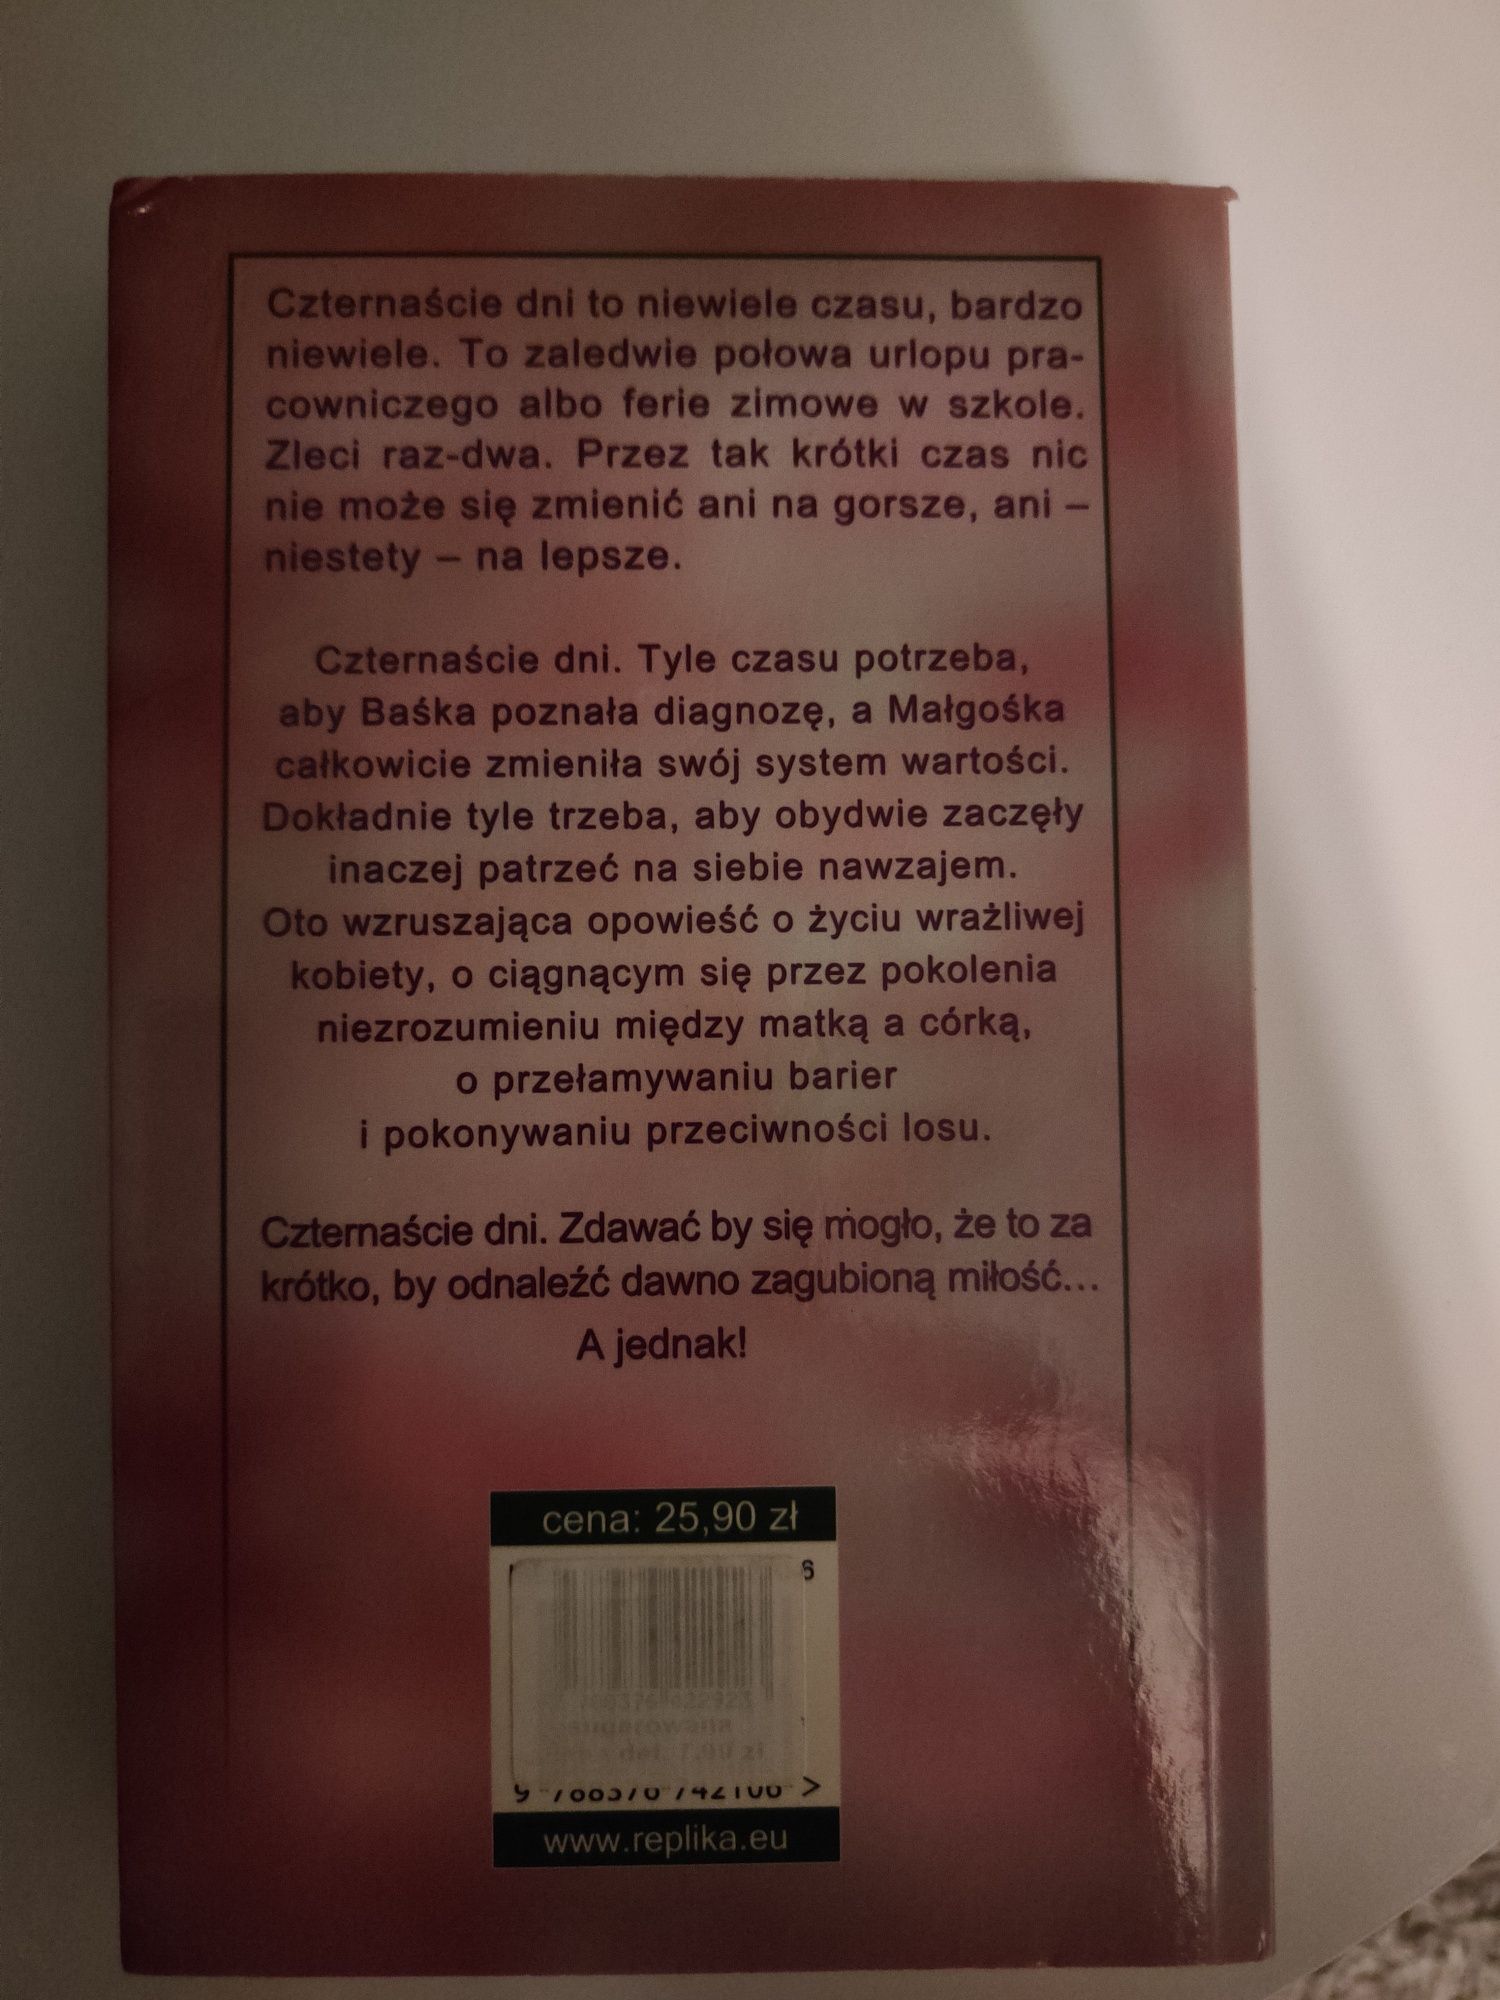 Czternaście dni to niewiele czasu, bardzo
niewiele. To zaledwie połowa urlopu pra-
cowniczego albo ferie zimowe w szkole.
Zleci raz-dwa. Przez tak krótki czas nic
nie może się zmienić ani na gorsze, ani –
niestety – na lepsze.
Czternaście dni. Tyle czasu potrzeba,
aby Baśka poznała diagnozę, a Małgośka
całkowicie zmieniła swój system wartości.
Dokładnie tyle trzeba, aby obydwie zaczęły
inaczej patrzeć na siebie nawzajem.
Oto wzruszająca opowieść o życiu wrażliwej
kobiety, o ciągnącym się przez pokolenia
niezrozumieniu między matką a córką,
o przełamywaniu barier
i pokonywaniu przeciwności losu.
Czternaście dni. Zdawać by się mogło, że to za
krótko, by odnaleźć dawno zagubioną miłość...
A jednak!
cena: 25,90 zł
6
sugerowana
9 788376 742106 >
www.replika.eu